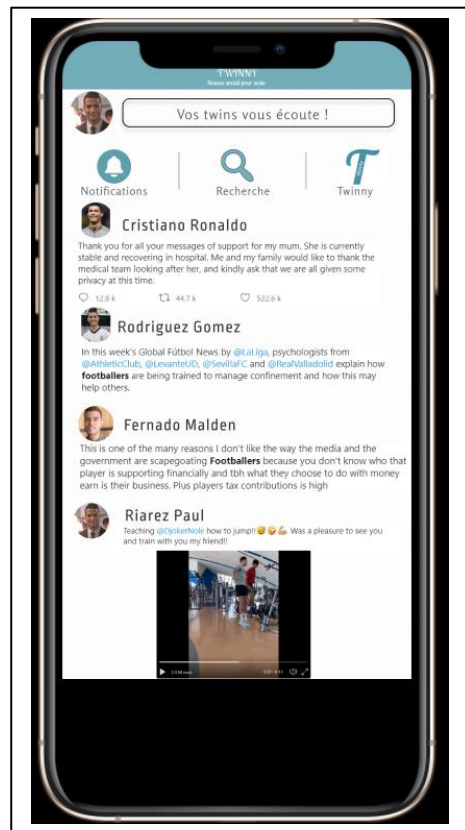 TWINNY
Réseau social pour sosie
Vos twins vous écoute !
Notifications
Recherche
Twinny
Cristiano Ronaldo
Thank you for all your messages of support for my mum. She is currently
stable and recovering in hospital. Me and my family would like to thank the
medical team looking after her, and kindly ask that we are all given some
privacy at this time.
12,8 k 44,7 k 522,6 k
Rodriguez Gomez
In this week's Global Fútbol News by @LaLiga, psychologists from
@AthleticClub, @LevanteUD, @SevillaFC and @RealValladolid explain how
footballers are being trained to manage confinement and how this may
help others.
Fernado Malden
This is one of the many reasons I don't like the way the media and the
government are scapegoating Footballers because you don't know who that
player is supporting financially and tbh what they choose to do with money
earn is their business. Plus players tax contributions is high
Riarez Paul
Teaching @DjokerNole how to jump!!😅😜💪🏼 Was a pleasure to see you
and train with you my friend!!